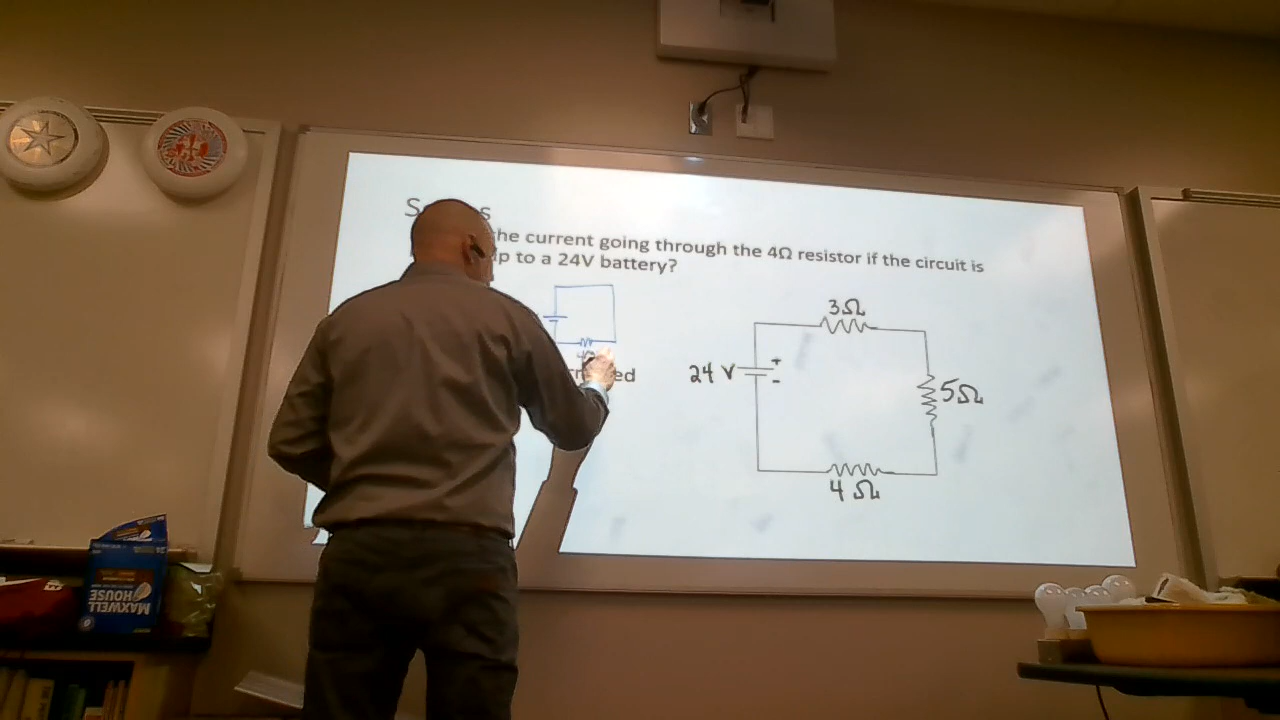 the current going through the 4Ω resistor if the circuit is
up to a 24V battery?
3Ω
24 V
+
-
5Ω
4Ω
MAXWELL
HOUSE